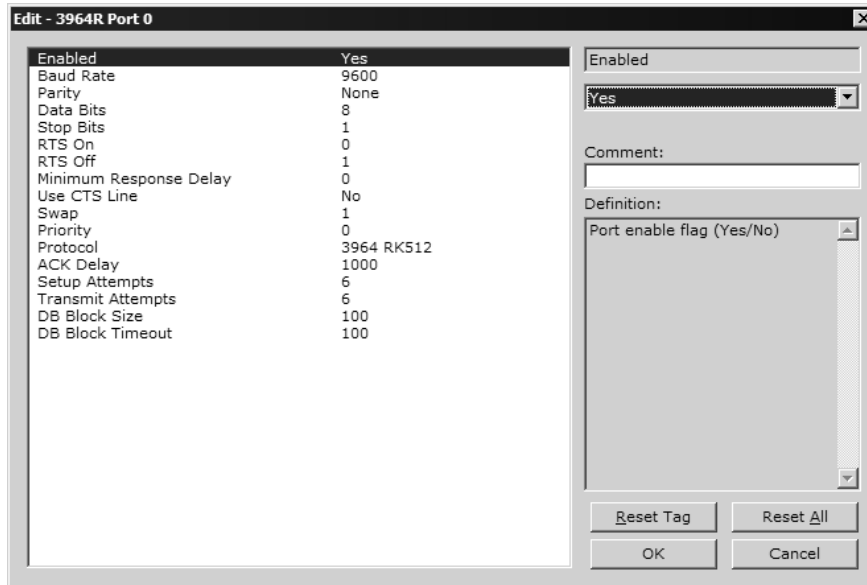 Edit - 3964R Port 0
Enabled Yes
Baud Rate 9600
Parity None
Data Bits 8
Stop Bits 1
RTS On 0
RTS Off 1
Minimum Response Delay 0
Use CTS Line No
Swap 1
Priority 0
Protocol 3964 RK512
ACK Delay 1000
Setup Attempts 6
Transmit Attempts 6
DB Block Size 100
DB Block Timeout 100
Enabled
Yes
Comment:
Definition:
Port enable flag (Yes/No)
Reset Tag Reset All
OK Cancel